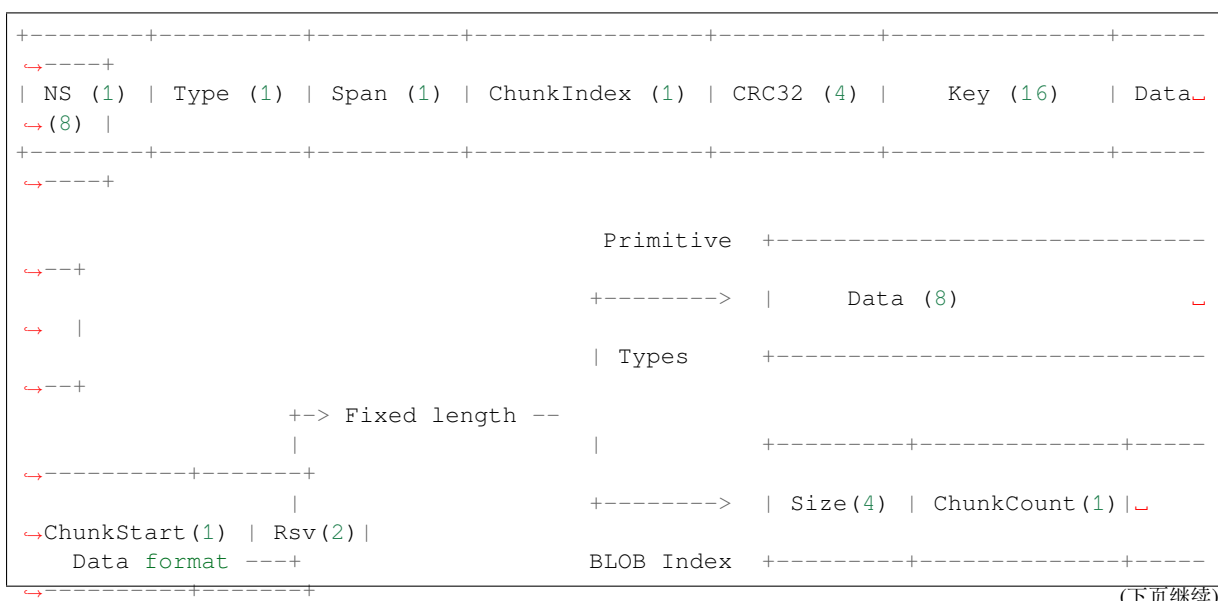 +--------+----------+----------+---------------+-----------+--------------+------
↪----+
| NS (1) | Type (1) | Span (1) | ChunkIndex (1) | CRC32 (4) |    Key (16)    | Data␣
↪(8) |
+--------+----------+----------+---------------+-----------+--------------+------
↪----+
Primitive  +------------------------------
↪--+
+-------->  |     Data (8)                ␣
↪  |
| Types     +------------------------------
↪--+
+-> Fixed length --
|                    |           +---------+--------------+-----
↪----------+-------+
|                    +-------->  | Size(4) | ChunkCount(1)|␣
↪ChunkStart(1) | Rsv(2)|
Data format ---+                    BLOB Index  +---------+--------------+-----
↪----------+-------+
(下页继续)